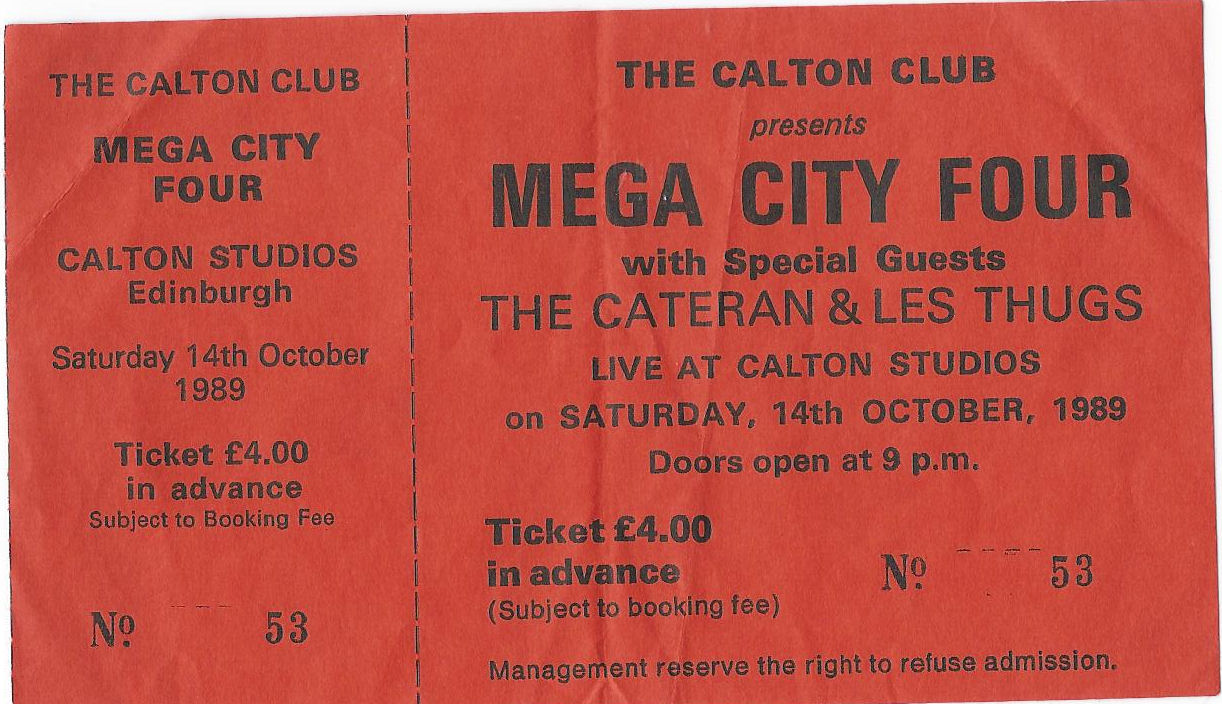 THE CALTON CLUB
MEGA CITY
FOUR
CALTON STUDIOS
Edinburgh
Saturday 14th October
1989
Ticket £4.00
in advance
Subject to Booking Fee
Nº 53
THE CALTON CLUB
presents
MEGA CITY FOUR
with Special Guests
THE CATERAN & LES THUGS
LIVE AT CALTON STUDIOS
on SATURDAY, 14th OCTOBER, 1989
Doors open at 9 p.m.
Ticket £4.00
in advance
(Subject to booking fee)
Nº 53
Management reserve the right to refuse admission.